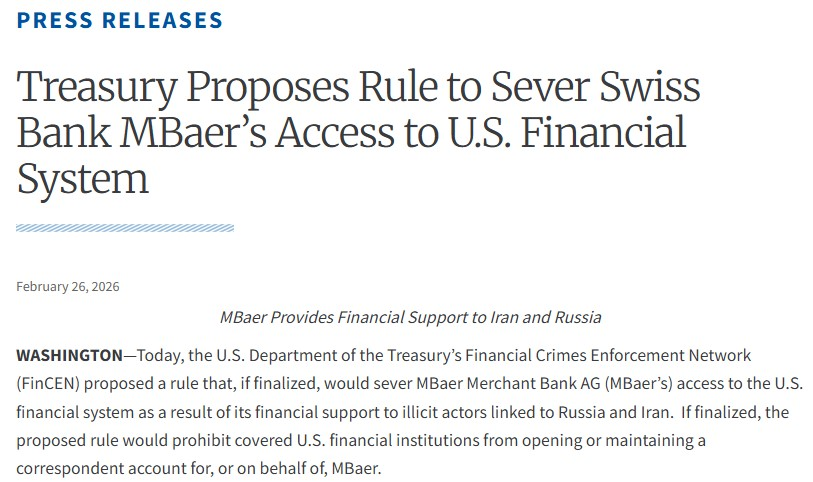 PRESS RELEASES
Treasury Proposes Rule to Sever Swiss
Bank MBaer’s Access to U.S. Financial
System
February 26, 2026
MBaer Provides Financial Support to Iran and Russia
WASHINGTON—Today, the U.S. Department of the Treasury’s Financial Crimes Enforcement Network
(FinCEN) proposed a rule that, if finalized, would sever MBaer Merchant Bank AG (MBaer’s) access to the U.S.
financial system as a result of its financial support to illicit actors linked to Russia and Iran.  If finalized, the
proposed rule would prohibit covered U.S. financial institutions from opening or maintaining a
correspondent account for, or on behalf of, MBaer.